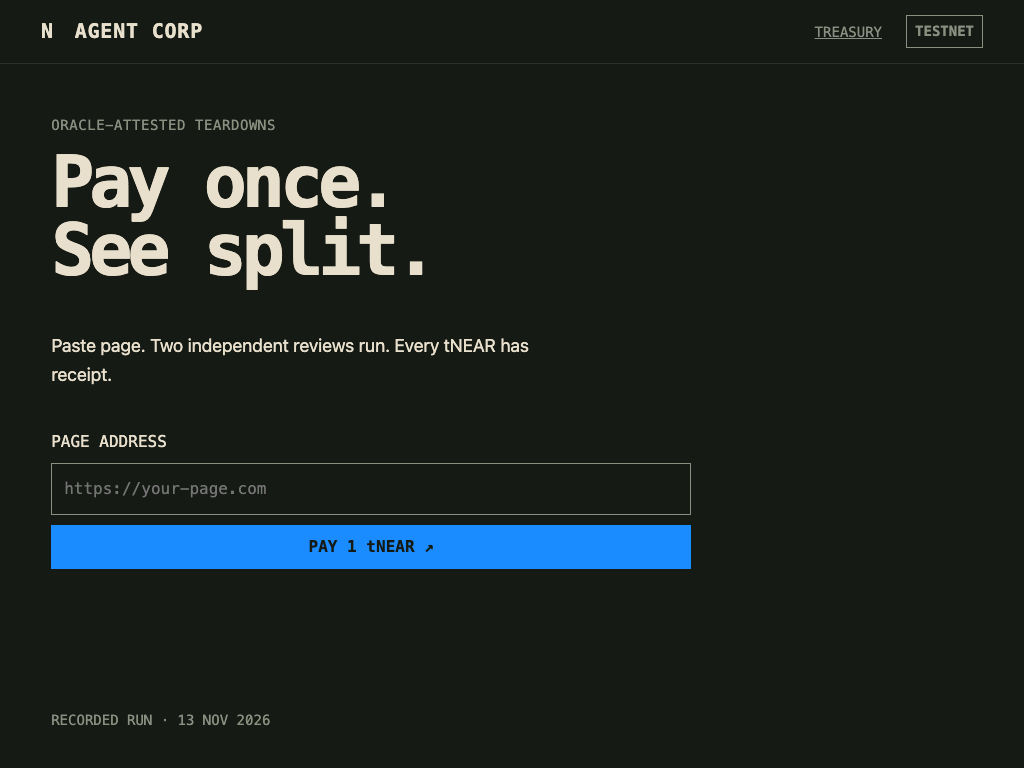 N AGENT CORP
TREASURY
TESTNET
ORACLE—ATTESTED TEARDOWNS
Pay once.
See split.
Paste page. Two independent reviews run. Every tNEAR has
receipt.
PAGE ADDRESS
https://your-page.com
PAY 1 tNEAR ↗
RECORDED RUN · 13 NOV 2026